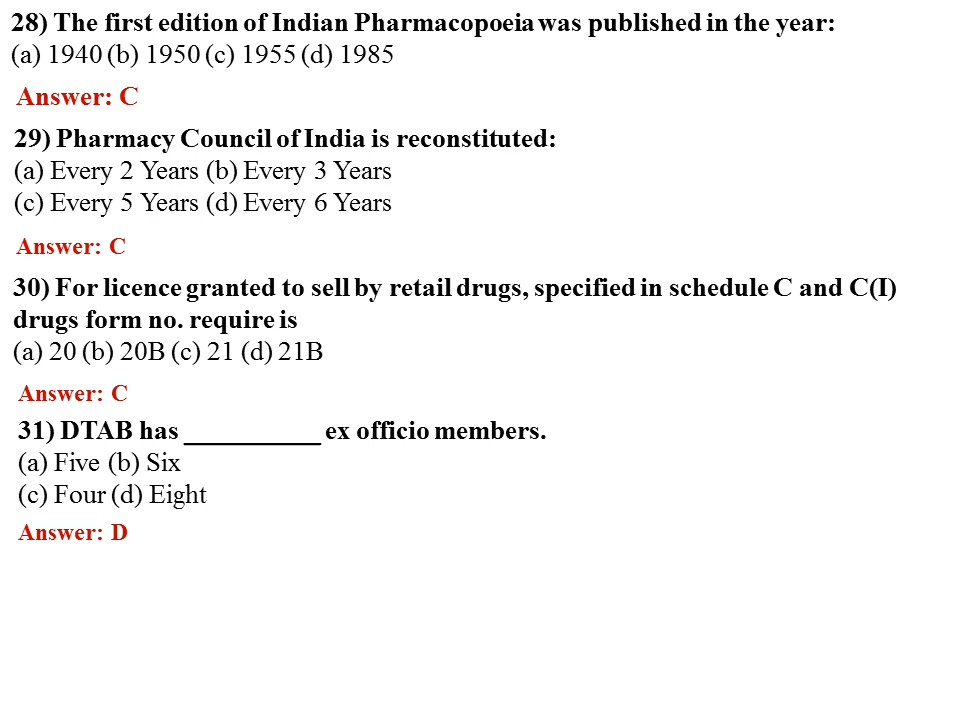 28) The first edition of Indian Pharmacopoeia was published in the year:
(a) 1940 (b) 1950 (c) 1955 (d) 1985
Answer: C
29) Pharmacy Council of India is reconstituted:
(a) Every 2 Years (b) Every 3 Years
(c) Every 5 Years (d) Every 6 Years
Answer: C
30) For licence granted to sell by retail drugs, specified in schedule C and C(I)
drugs form no. require is
(a) 20 (b) 20B (c) 21 (d) 21B
Answer: C
31) DTAB has __________ ex officio members.
(a) Five (b) Six
(c) Four (d) Eight
Answer: D